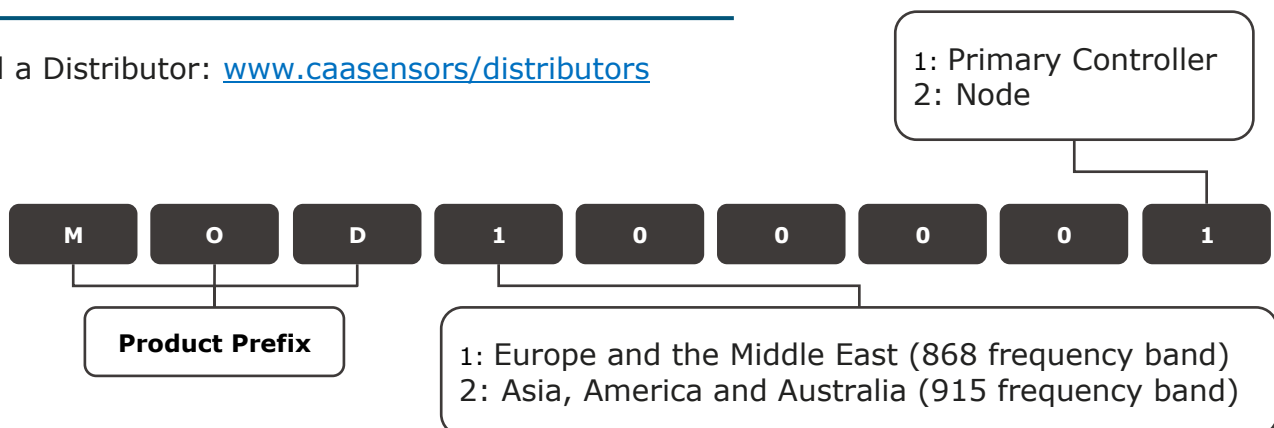 a Distributor: www.caasensors/distributors
1: Primary Controller
2: Node
M O D 1 0 0 0 0 1
Product Prefix
1: Europe and the Middle East (868 frequency band)
2: Asia, America and Australia (915 frequency band)